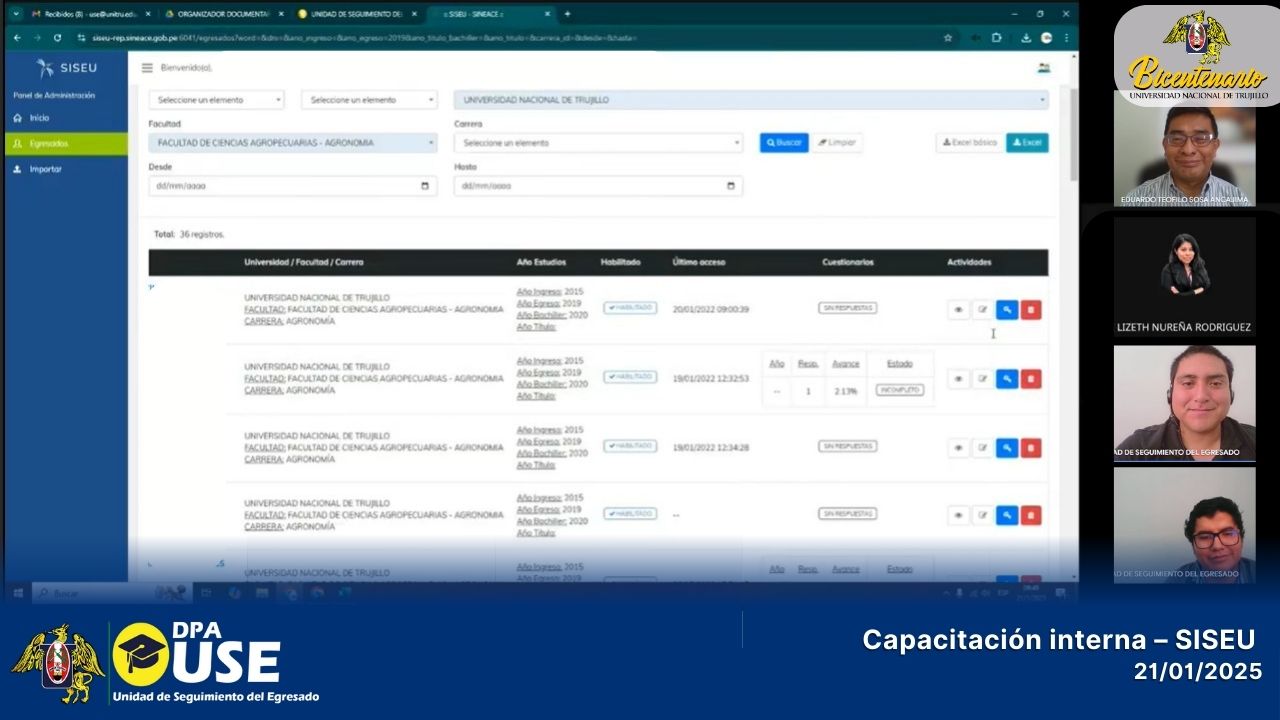 Recibidos (8) - use@unitru.edu
ORGANIZADOR DOCUMENTA
UNIDAD DE SEGUIMIENTO DE
:: SISEU - SINEACE ::
siseu-rep.sineace.gob.pe:6041/egresados?word=&dni=&ano_ingreso=&ano_egreso=2019&ano_titulo_bachiller=&ano_titulo=&carrera_id=&desde=&hasta=
SISEU
Bienvenido(a),
Panel de Administración
Inicio
Egresados
Importar
Seleccione un elemento
Seleccione un elemento
UNIVERSIDAD NACIONAL DE TRUJILLO
Facultad
Carrera
FACULTAD DE CIENCIAS AGROPECUARIAS - AGRONOMIA
Seleccione un elemento
Buscar
Limpiar
Excel básico
Excel
Desde
Hasta
dd/mm/aaaa
dd/mm/aaaa
Total: 36 registros.
Universidad / Facultad / Carrera
Año Estudios
Habilitado
Último acceso
Cuestionarios
Actividades
UNIVERSIDAD NACIONAL DE TRUJILLO
FACULTAD: FACULTAD DE CIENCIAS AGROPECUARIAS - AGRONOMIA
CARRERA: AGRONOMÍA
Año Ingreso: 2015
Año Egreso: 2019
Año Bachiller: 2020
Año Título:
HABILITADO
20/01/2022 09:00:39
SIN RESPUESTAS
UNIVERSIDAD NACIONAL DE TRUJILLO
FACULTAD: FACULTAD DE CIENCIAS AGROPECUARIAS - AGRONOMIA
CARRERA: AGRONOMÍA
Año Ingreso: 2015
Año Egreso: 2019
Año Bachiller: 2020
Año Título:
HABILITADO
19/01/2022 12:32:53
Año Resp. Avance Estado
-- 1 2.13% INCOMPLETO
UNIVERSIDAD NACIONAL DE TRUJILLO
FACULTAD: FACULTAD DE CIENCIAS AGROPECUARIAS - AGRONOMIA
CARRERA: AGRONOMÍA
Año Ingreso: 2015
Año Egreso: 2019
Año Bachiller: 2020
Año Título:
HABILITADO
19/01/2022 12:34:28
SIN RESPUESTAS
UNIVERSIDAD NACIONAL DE TRUJILLO
FACULTAD: FACULTAD DE CIENCIAS AGROPECUARIAS - AGRONOMIA
CARRERA: AGRONOMÍA
Año Ingreso: 2015
Año Egreso: 2019
Año Bachiller: 2020
Año Título:
HABILITADO
--
SIN RESPUESTAS
UNIVERSIDAD NACIONAL DE TRUJILLO
Año Ingreso: 2015
Año Egreso: 2019
Año Resp. Avance Estado
Buscar
Bicentenario
UNIVERSIDAD NACIONAL DE TRUJILLO
EDUARDO TEOFILO SOSA ANGAJIMA
LIZETH NUREÑA RODRIGUEZ
AD DE SEGUIMIENTO DEL EGRESADO
AD DE SEGUIMIENTO DEL EGRESADO
DPA
USE
Unidad de Seguimiento del Egresado
Capacitación interna – SISEU
21/01/2025